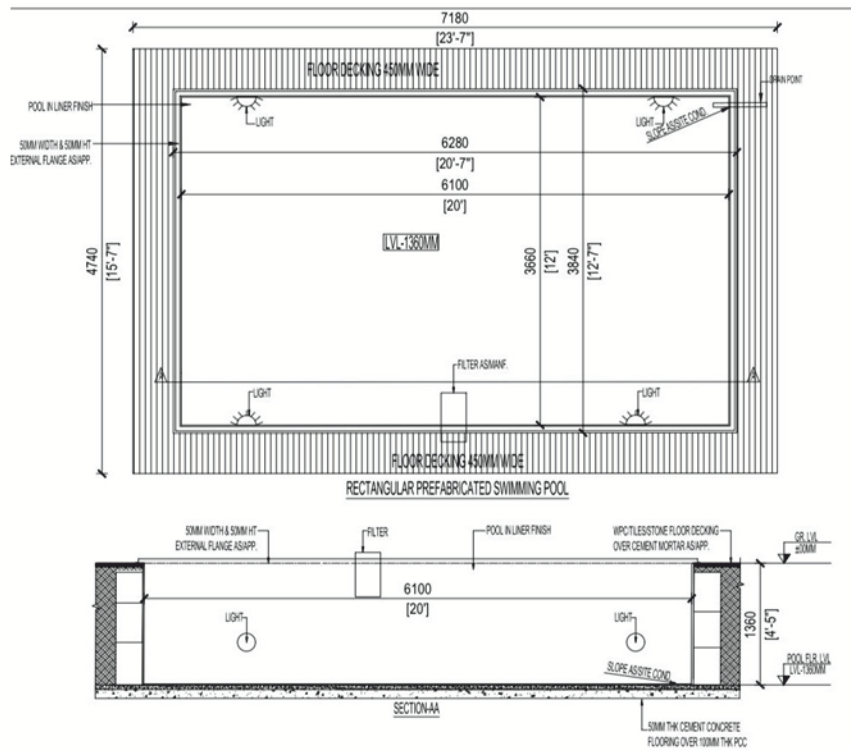 7180
[23'-7"]
FLOOR DECKING 450MM WIDE
DRAIN POINT
POOL IN LINER FINISH
LIGHT
LIGHT
SLOPE AS/SITE COND.
50MM WIDTH & 50MM HT
EXTERNAL FLANGE AS/APP.
6280
[20'-7"]
6100
[20']
4740
[15'-7"]
LVL-1360MM
3660
[12']
3840
[12'-7"]
FILTER AS/MANF.
LIGHT
LIGHT
FLOOR DECKING 450MM WIDE
RECTANGULAR PREFABRICATED SWIMMING POOL
50MM WIDTH & 50MM HT
EXTERNAL FLANGE AS/APP.
FILTER
POOL IN LINER FINISH
WPC/TILES/STONE FLOOR DECKING
OVER CEMENT MORTAR AS/APP.
GR. LVL
±00MM
6100
[20']
LIGHT
LIGHT
1360
[4'-5"]
SLOPE AS/SITE COND.
POOL FLR. LVL
LVL-1360MM
SECTION-AA
50MM THK CEMENT CONCRETE
FLOORING OVER 100MM THK PCC